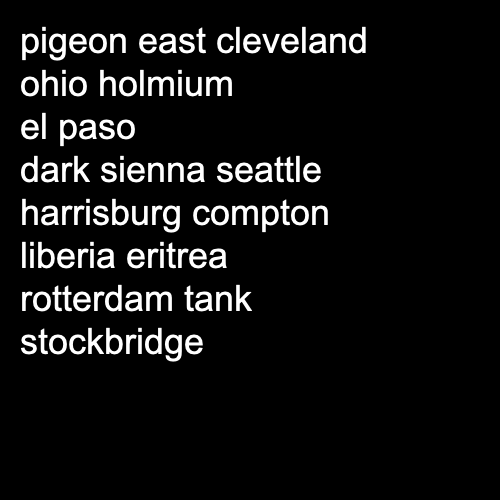 pigeon east cleveland
ohio holmium
el paso
dark sienna seattle
harrisburg compton
liberia eritrea
rotterdam tank
stockbridge